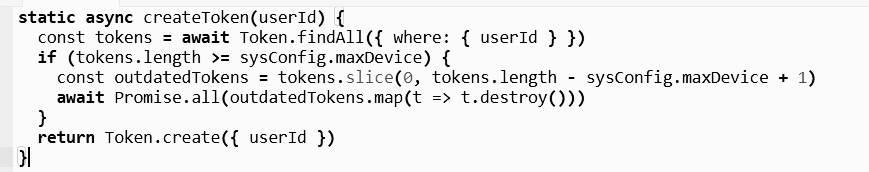 static async createToken(userId) {
  const tokens = await Token.findAll({ where: { userId } })
  if (tokens.length >= sysConfig.maxDevice) {
    const outdatedTokens = tokens.slice(0, tokens.length - sysConfig.maxDevice + 1)
    await Promise.all(outdatedTokens.map(t => t.destroy()))
  }
  return Token.create({ userId })
}